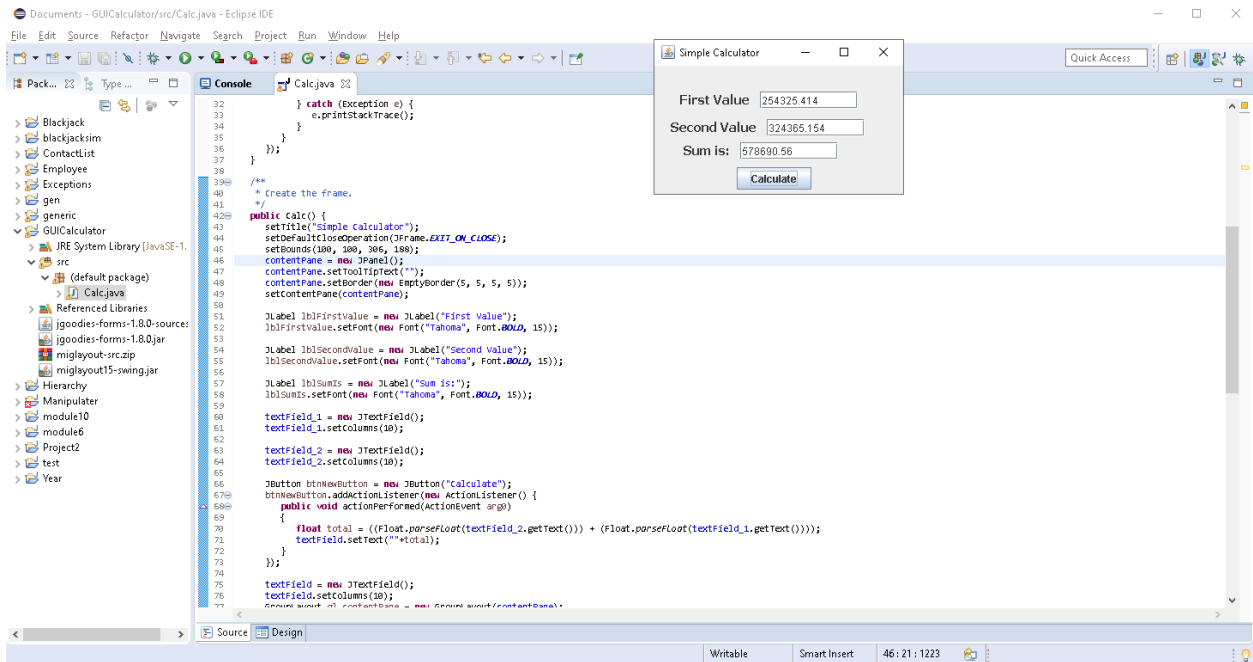 Documents - GUICalculator/src/Calc.java - Eclipse IDE
File Edit Source Refactor Navigate Search Project Run Window Help
Quick Access
Pack... Type ...
Console Calc.java
Blackjack
blackjacksim
ContactList
Employee
Exceptions
gen
generic
GUICalculator
JRE System Library [JavaSE-1.
src
(default package)
Calc.java
Referenced Libraries
jgoodies-forms-1.8.0-sources
jgoodies-forms-1.8.0.jar
miglayout-src.zip
miglayout15-swing.jar
Hierarchy
Manipulater
module10
module6
Project2
test
Year
32 } catch (Exception e) {
33 e.printStackTrace();
34 }
35 }
36 });
37 }
38
39 /**
40 * Create the frame.
41 */
42 public Calc() {
43 setTitle("Simple Calculator");
44 setDefaultCloseOperation(JFrame.EXIT_ON_CLOSE);
45 setBounds(100, 100, 306, 188);
46 contentPane = new JPanel();
47 contentPane.setToolTipText("");
48 contentPane.setBorder(new EmptyBorder(5, 5, 5, 5));
49 setContentPane(contentPane);
50
51 JLabel lblFirstValue = new JLabel("First Value");
52 lblFirstValue.setFont(new Font("Tahoma", Font.BOLD, 15));
53
54 JLabel lblSecondValue = new JLabel("Second Value");
55 lblSecondValue.setFont(new Font("Tahoma", Font.BOLD, 15));
56
57 JLabel lblSumIs = new JLabel("Sum is:");
58 lblSumIs.setFont(new Font("Tahoma", Font.BOLD, 15));
59
60 textField_1 = new JTextField();
61 textField_1.setColumns(10);
62
63 textField_2 = new JTextField();
64 textField_2.setColumns(10);
65
66 JButton btnNewButton = new JButton("Calculate");
67 btnNewButton.addActionListener(new ActionListener() {
68 public void actionPerformed(ActionEvent arg0)
69 {
70 float total = ((Float.parseFloat(textField_2.getText())) + (Float.parseFloat(textField_1.getText())));
71 textField.setText(""+total);
72 }
73 });
74
75 textField = new JTextField();
76 textField.setColumns(10);
77 GroupLayout gl_contentPane = new GroupLayout(contentPane);
Simple Calculator
First Value 254325.414
Second Value 324365.154
Sum is: 578690.56
Calculate
Source Design
Writable Smart Insert 46 : 21 : 1223